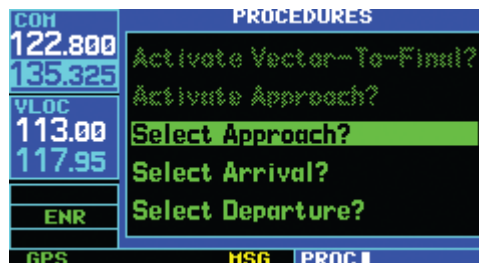 COM
122.800
135.325
VLOC
113.00
117.95
ENR
GPS
PROCEDURES
Activate Vector-To-Final?
Activate Approach?
Select Approach?
Select Arrival?
Select Departure?
MSG
PROC